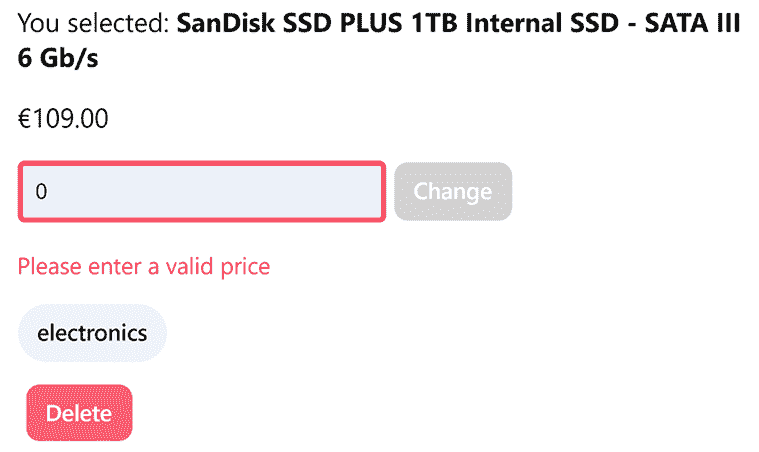 You selected: SanDisk SSD PLUS 1TB Internal SSD - SATA III
6 Gb/s
€109.00
0
Change
Please enter a valid price
electronics
Delete